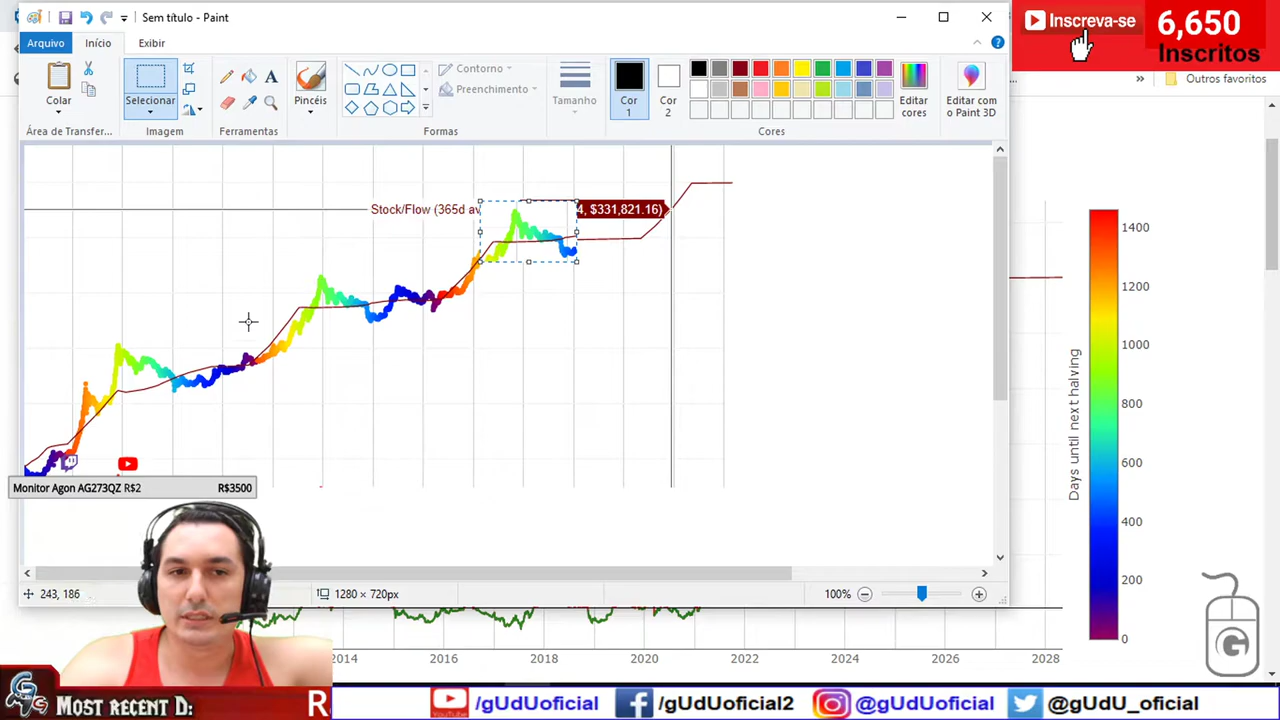 Sem título - Paint
Inscreva-se
6,650
Inscritos
Arquivo
Início
Exibir
Outros favoritos
Colar
Selecionar
Pincéis
Contorno
Preenchimento
Tamanho
Cor
1
Cor
2
Editar
cores
Editar com
o Paint 3D
Área de Transfer...
Imagem
Ferramentas
Formas
Cores
Stock/Flow (365d av
4, $331,821.16)
1400
1200
1000
800
600
400
200
0
Days until next halving
Monitor Agon AG273QZ R$2
R$3500
243, 186
1280 × 720px
100%
2014
2016
2018
2020
2022
2024
2026
2028
Most recent D:
R
YouTube
/gUdUoficial
/gUdUoficial2
@gUdUoficial
@gUdU_oficial